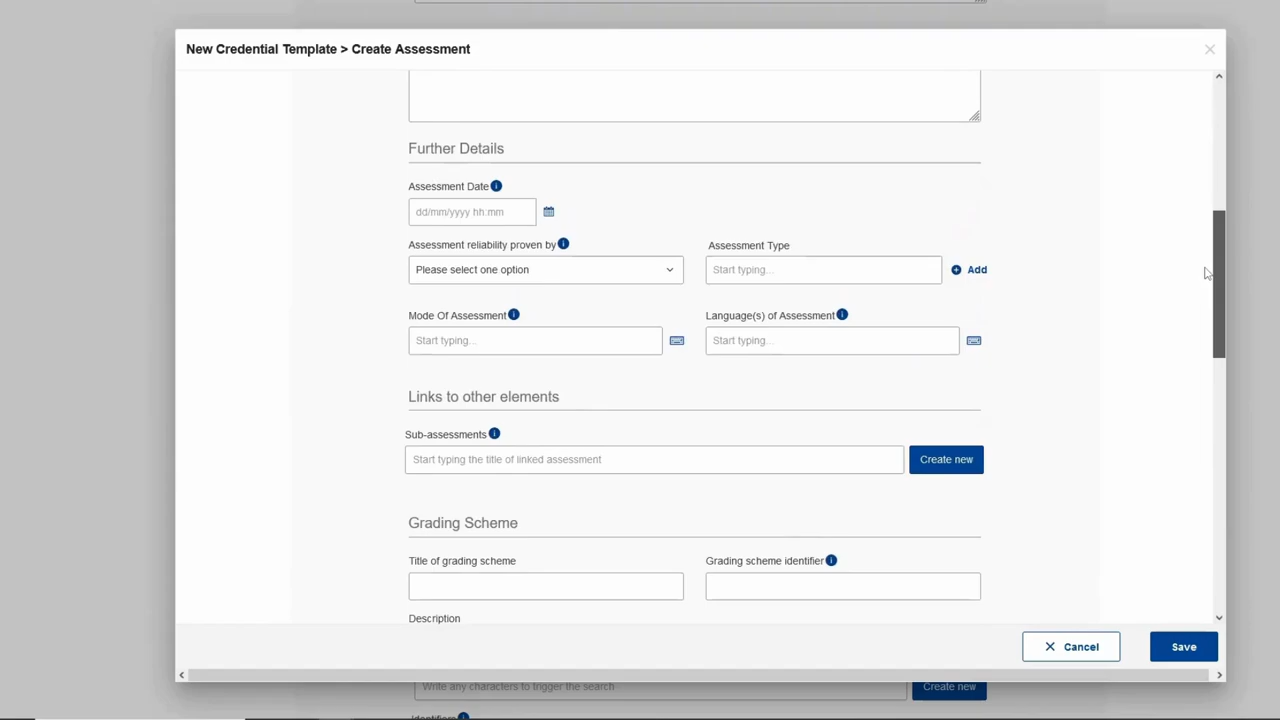 New Credential Template > Create Assessment
Further Details
Assessment Date
dd/mm/yyyy hh:mm
Assessment reliability proven by
Assessment Type
Please select one option
Start typing...
Add
Mode Of Assessment
Language(s) of Assessment
Start typing...
Start typing...
Links to other elements
Sub-assessments
Start typing the title of linked assessment
Create new
Grading Scheme
Title of grading scheme
Grading scheme identifier
Description
Cancel
Save
Write any characters to trigger the search
Create new
Identifiers